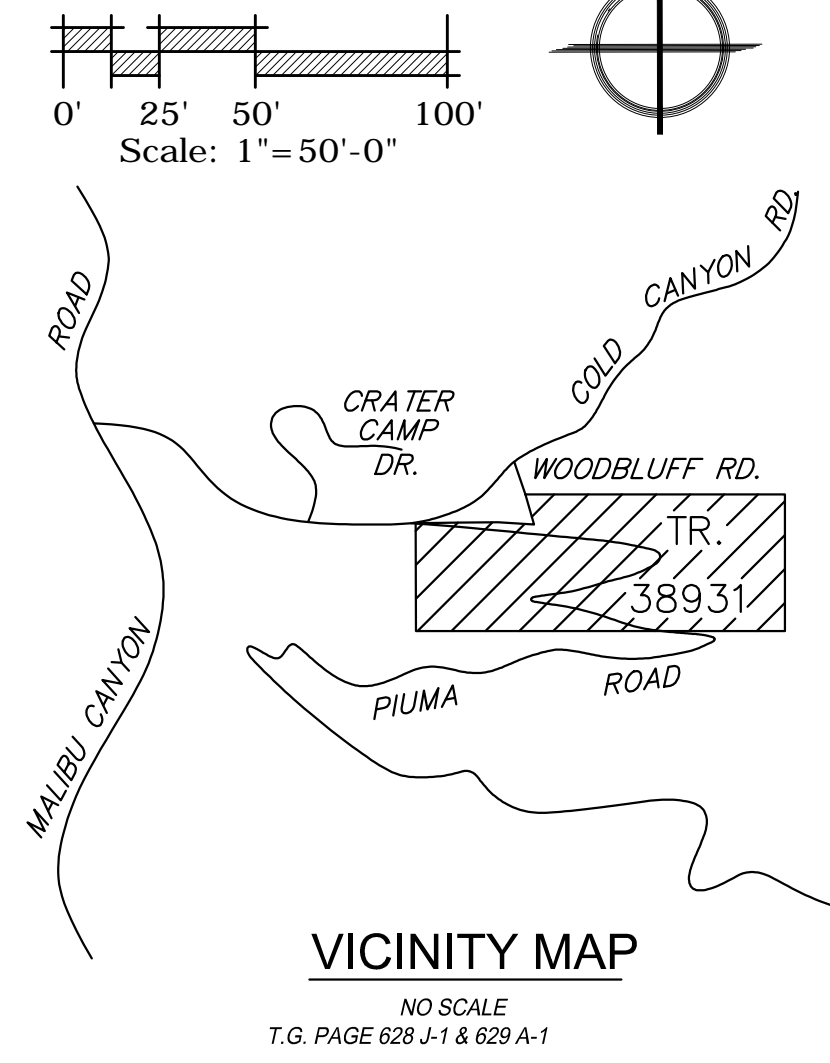 0' 25' 50' 100'
Scale: 1"=50'-0"
ROAD
CANYON RD.
COLD
CRATER
CAMP
DR.
WOODBLUFF RD.
TR.
38931
MALIBU CANYON
PIUMA ROAD
VICINITY MAP
NO SCALE
T.G. PAGE 628 J-1 & 629 A-1